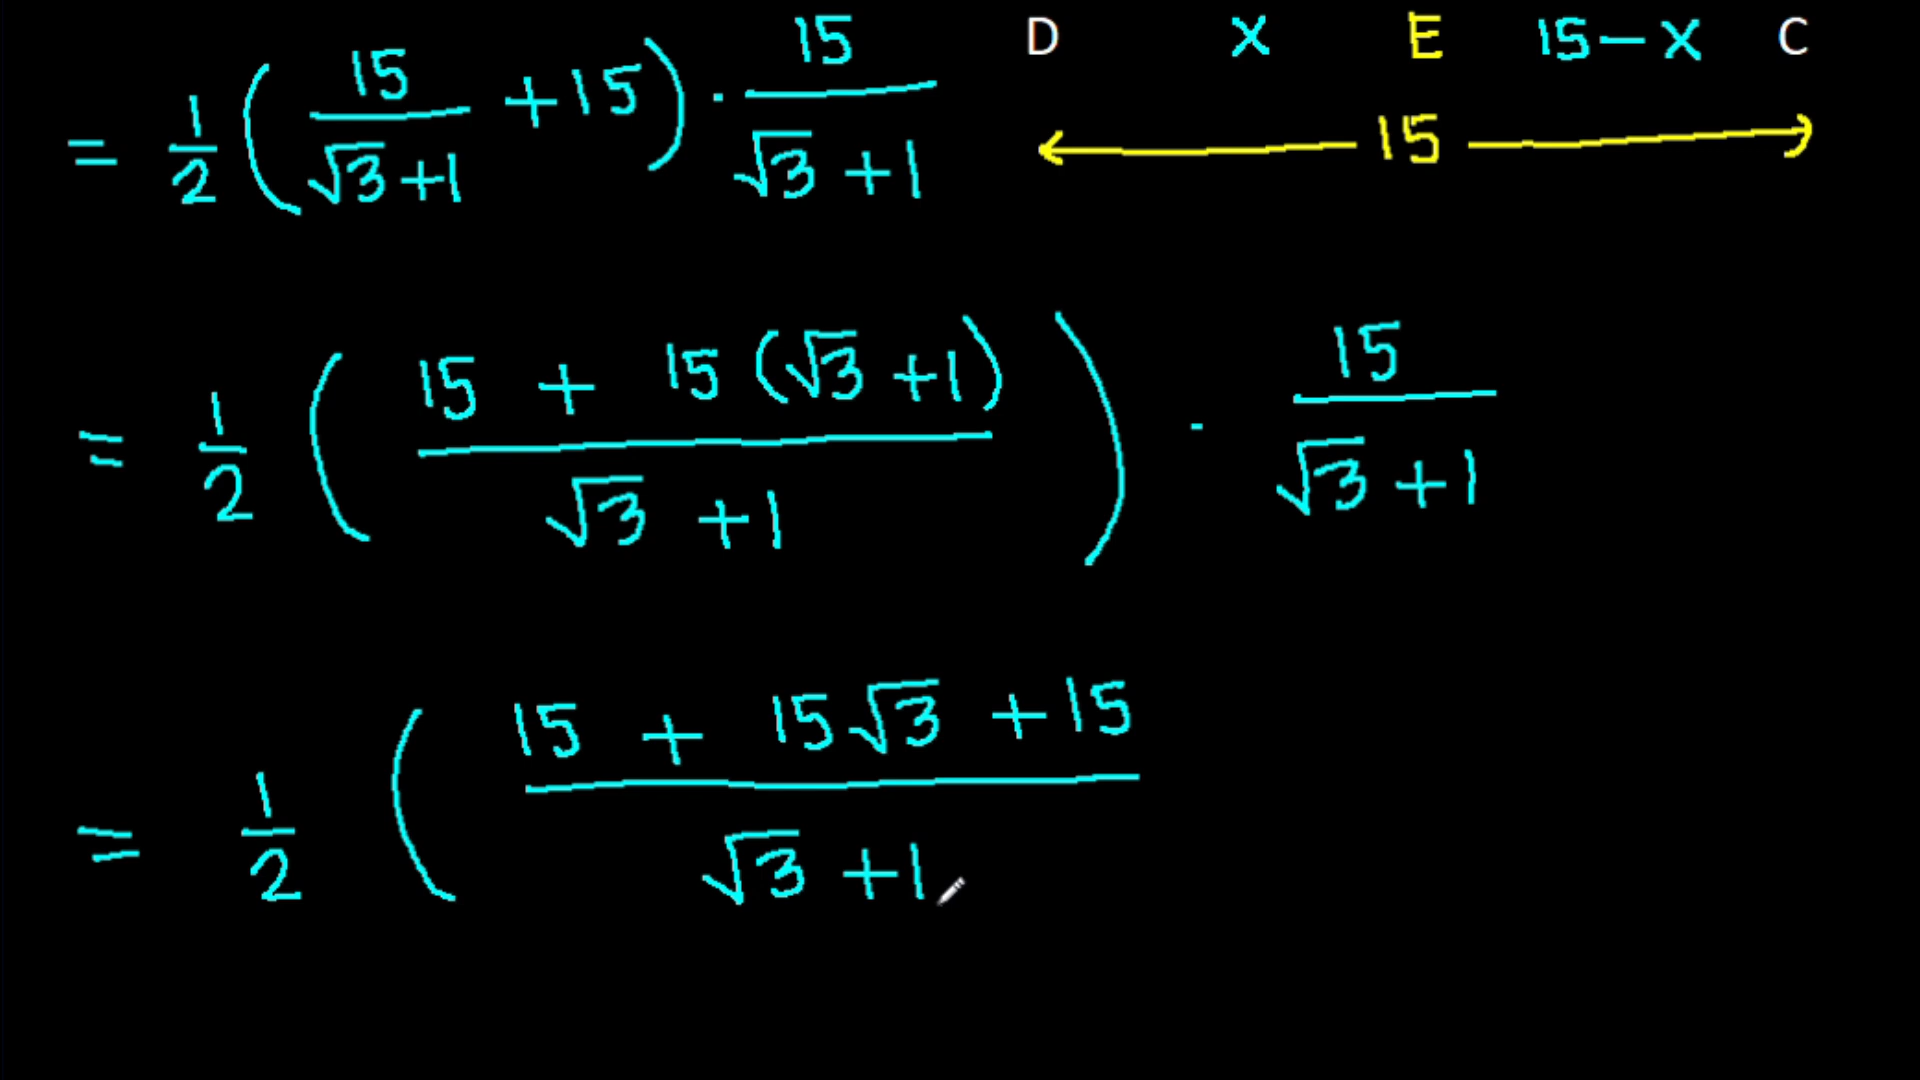 = 1/2 ( 15/(√3+1) + 15 ) · 15/(√3 +1)
D X E 15 – X C
15
= 1/2 ( (15 + 15 (√3 +1))/(√3 +1) ) · 15/(√3 +1)
= 1/2 ( (15 + 15√3 +15)/(√3 +1)